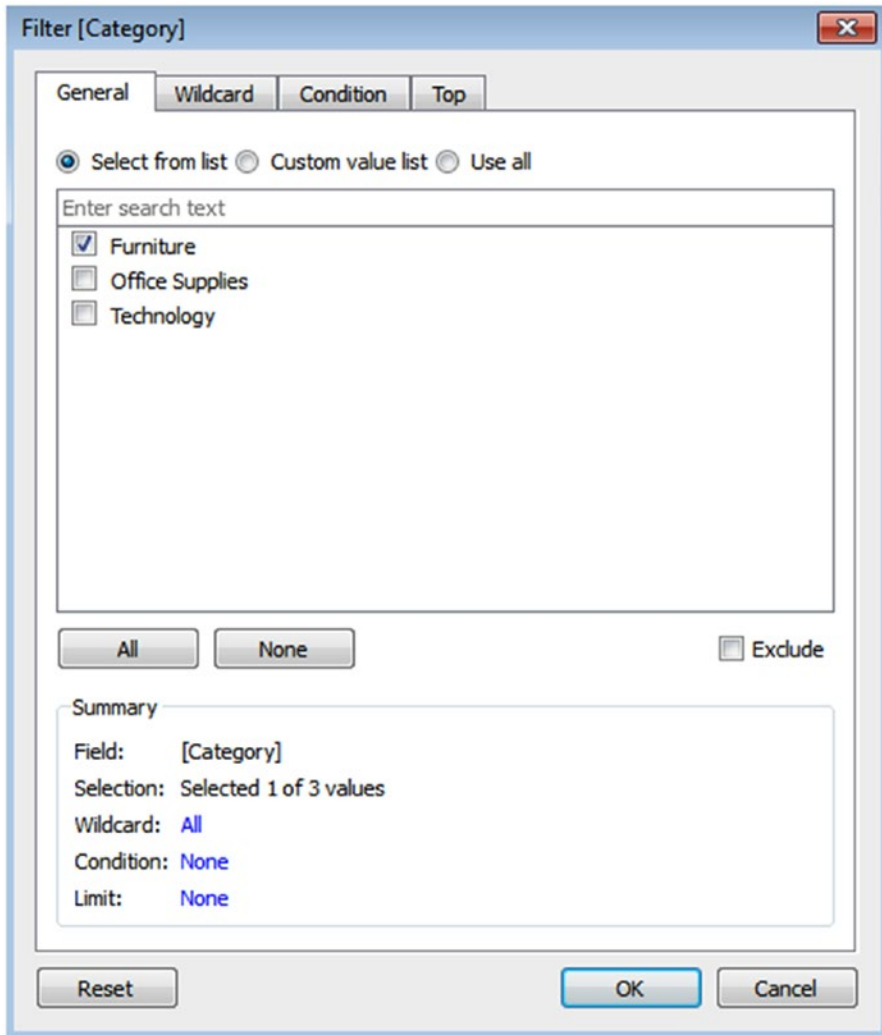 Filter [Category]
General Wildcard Condition Top
Select from list Custom value list Use all
Enter search text
Furniture
Office Supplies
Technology
All None Exclude
Summary
Field: [Category]
Selection: Selected 1 of 3 values
Wildcard: All
Condition: None
Limit: None
Reset OK Cancel